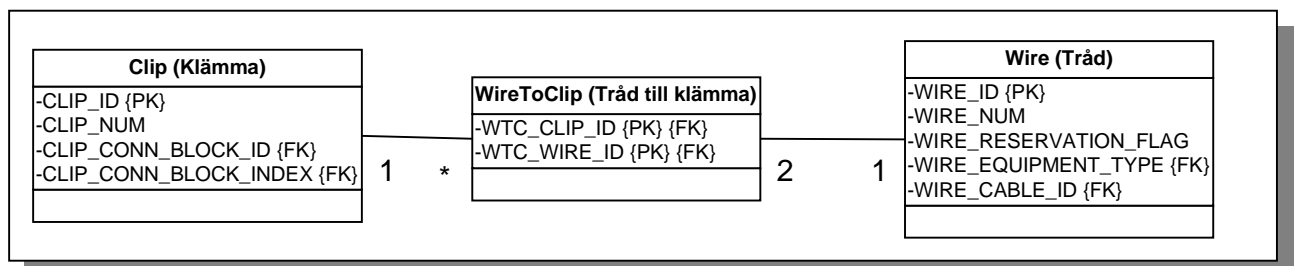 Clip (Klämma)
-CLIP_ID {PK}
-CLIP_NUM
-CLIP_CONN_BLOCK_ID {FK}
-CLIP_CONN_BLOCK_INDEX {FK}
1
*
WireToClip (Tråd till klämma)
-WTC_CLIP_ID {PK} {FK}
-WTC_WIRE_ID {PK} {FK}
2
1
Wire (Tråd)
-WIRE_ID {PK}
-WIRE_NUM
-WIRE_RESERVATION_FLAG
-WIRE_EQUIPMENT_TYPE {FK}
-WIRE_CABLE_ID {FK}